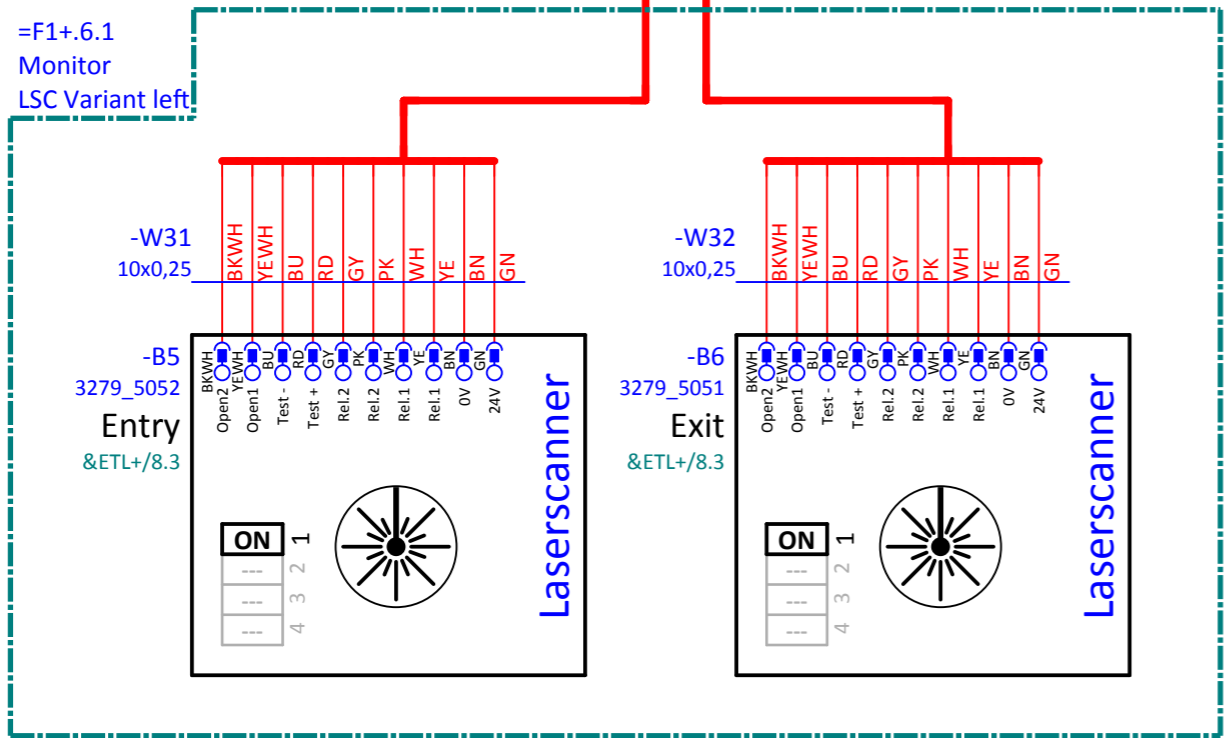 =F1+.6.1
Monitor
LSC Variant left
-W31
10x0,25
BKWH
YEWH
BU
RD
GY
PK
WH
YE
BN
GN
-B5
3279_5052
Entry
&ETL+/8.3
BKWH
YEWH
BU
RD
GY
PK
WH
YE
BN
GN
Open2
Open1
Test -
Test +
Rel.2
Rel.2
Rel.1
Rel.1
0V
24V
Laserscanner
ON 1
--- 2
--- 3
--- 4
-W32
10x0,25
BKWH
YEWH
BU
RD
GY
PK
WH
YE
BN
GN
-B6
3279_5051
Exit
&ETL+/8.3
BKWH
YEWH
BU
RD
GY
PK
WH
YE
BN
GN
Open2
Open1
Test -
Test +
Rel.2
Rel.2
Rel.1
Rel.1
0V
24V
Laserscanner
ON 1
--- 2
--- 3
--- 4